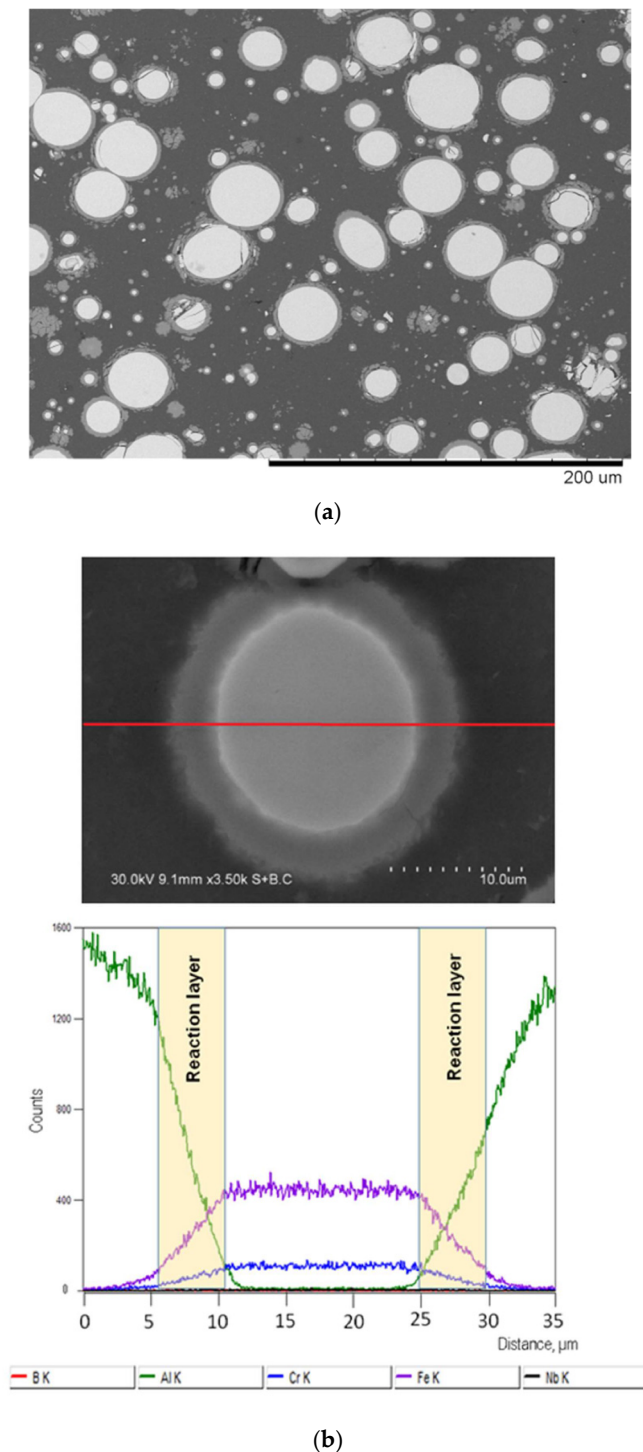 200 um
(a)
30.0kV 9.1mm x3.50k S+B.C
10.0um
1600
1200
800
400
0
Counts
Reaction layer
Reaction layer
0 5 10 15 20 25 30 35
Distance, µm
B K Al K Cr K Fe K Nb K
(b)